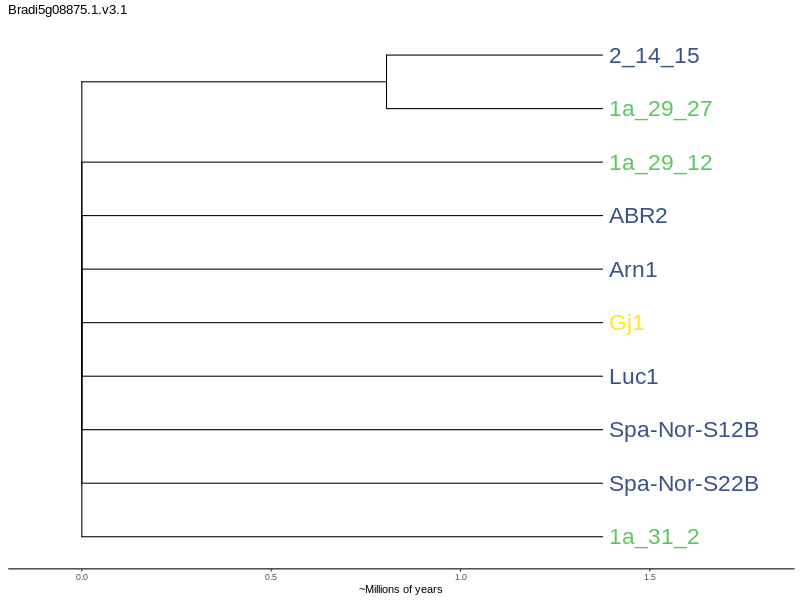 Bradi5g08875.1.v3.1
2_14_15
1a_29_27
1a_29_12
ABR2
Arn1
Gj1
Luc1
Spa-Nor-S12B
Spa-Nor-S22B
1a_31_2
0.0 0.5 1.0 1.5
~Millions of years